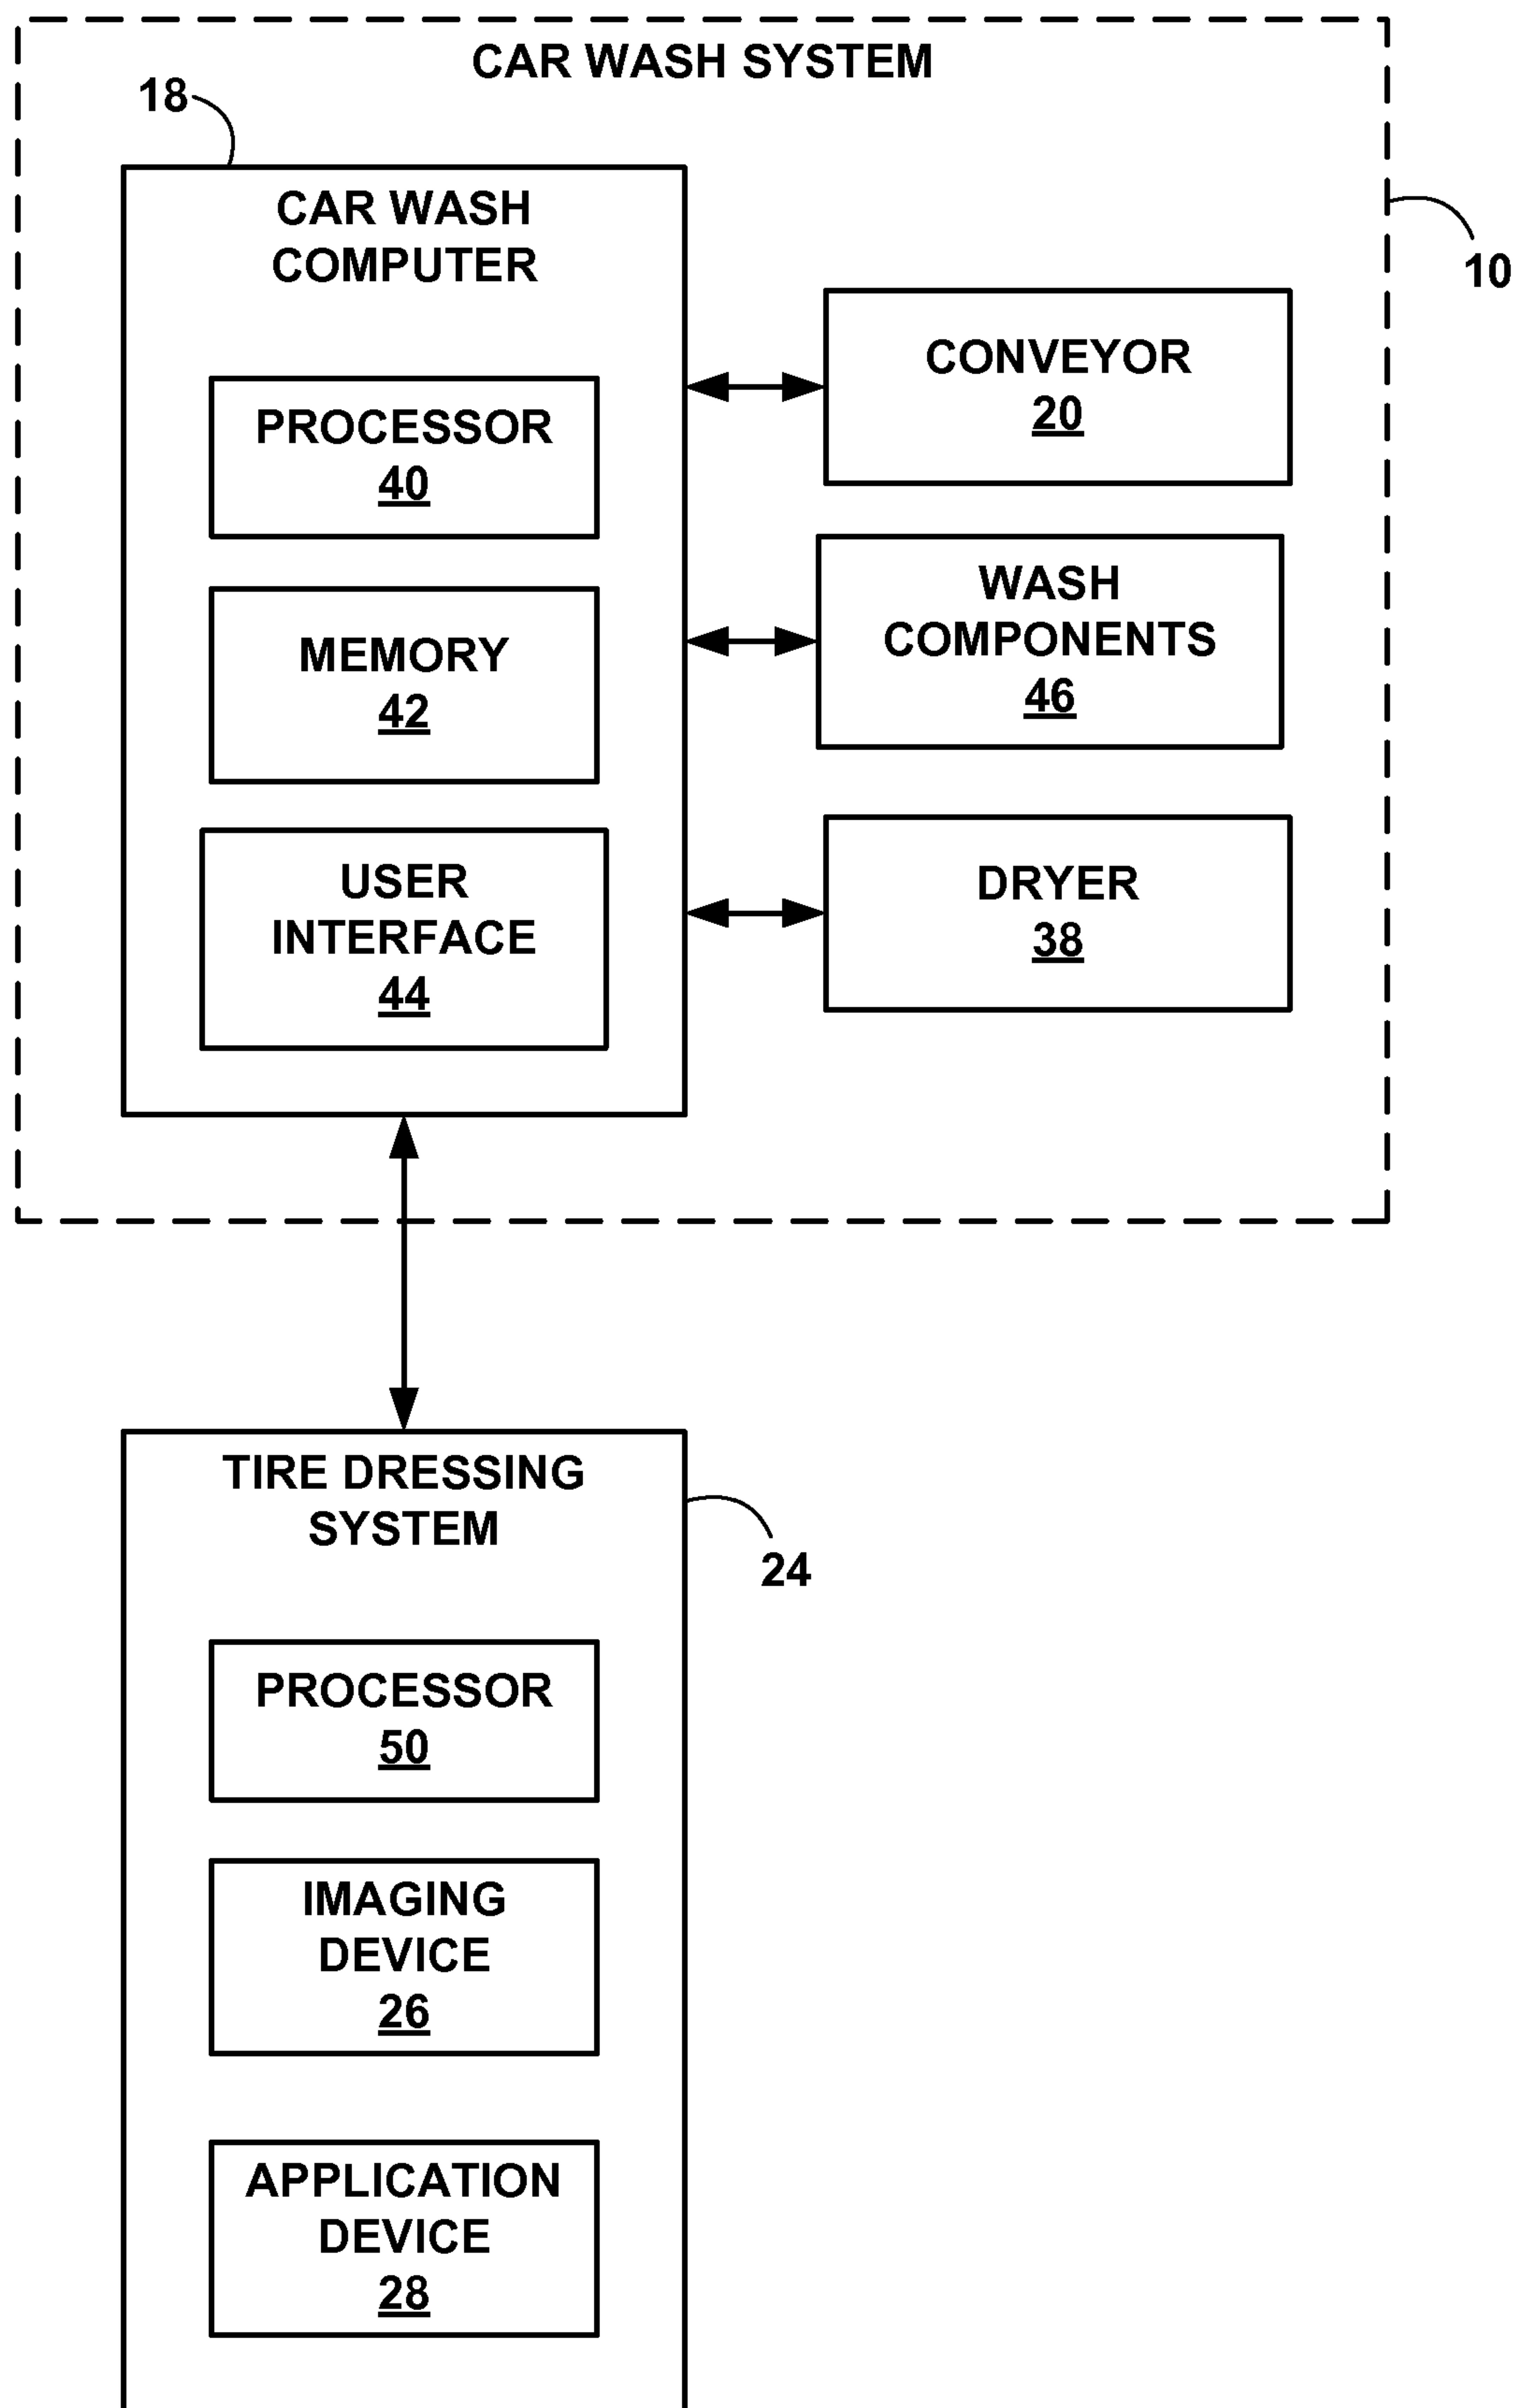 CAR WASH SYSTEM
18
CAR WASH
COMPUTER
10
PROCESSOR
40
MEMORY
42
USER
INTERFACE
44
CONVEYOR
20
WASH
COMPONENTS
46
DRYER
38
TIRE DRESSING
SYSTEM
24
PROCESSOR
50
IMAGING
DEVICE
26
APPLICATION
DEVICE
28